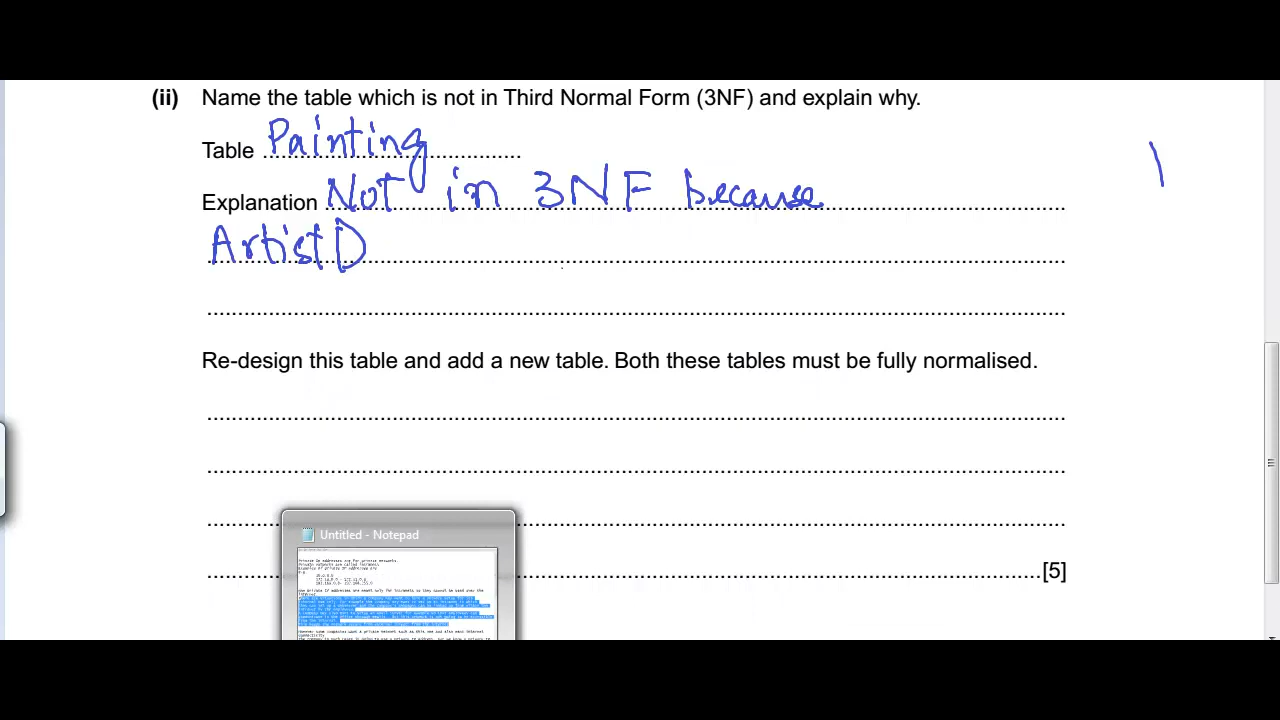 (ii) Name the table which is not in Third Normal Form (3NF) and explain why.
Table Painting
Explanation Not in 3NF because
ArtistD
Re-design this table and add a new table. Both these tables must be fully normalised.
[5]
Untitled - Notepad